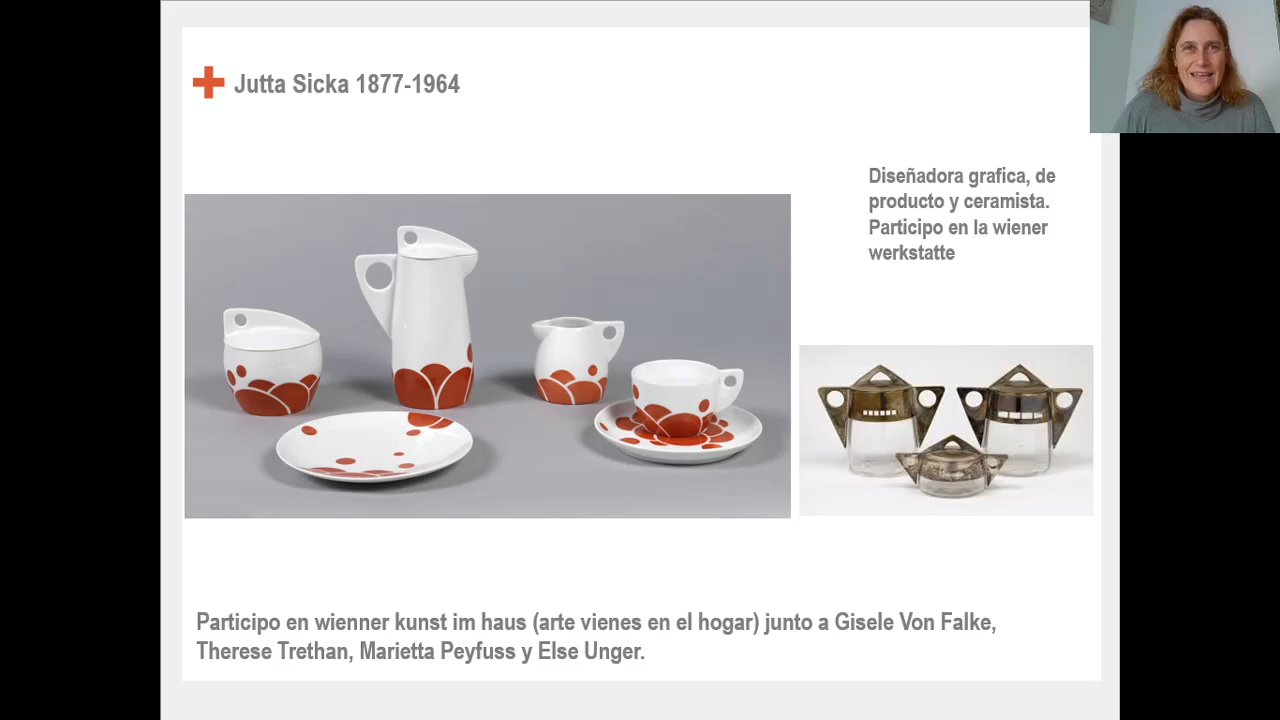 Jutta Sicka 1877-1964
Diseñadora grafica, de
producto y ceramista.
Participo en la wiener
werkstatte
Participo en wienner kunst im haus (arte vienes en el hogar) junto a Gisele Von Falke,
Therese Trethan, Marietta Peyfuss y Else Unger.